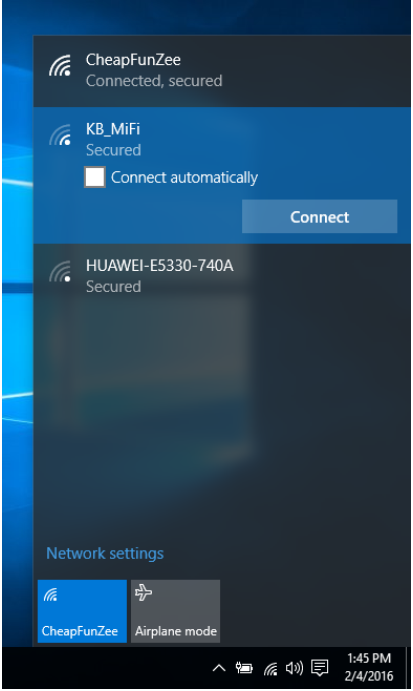 CheapFunZee
Connected, secured
KB_MiFi
Secured
Connect automatically
Connect
HUAWEI-E5330-740A
Secured
Network settings
CheapFunZee
Airplane mode
1:45 PM
2/4/2016